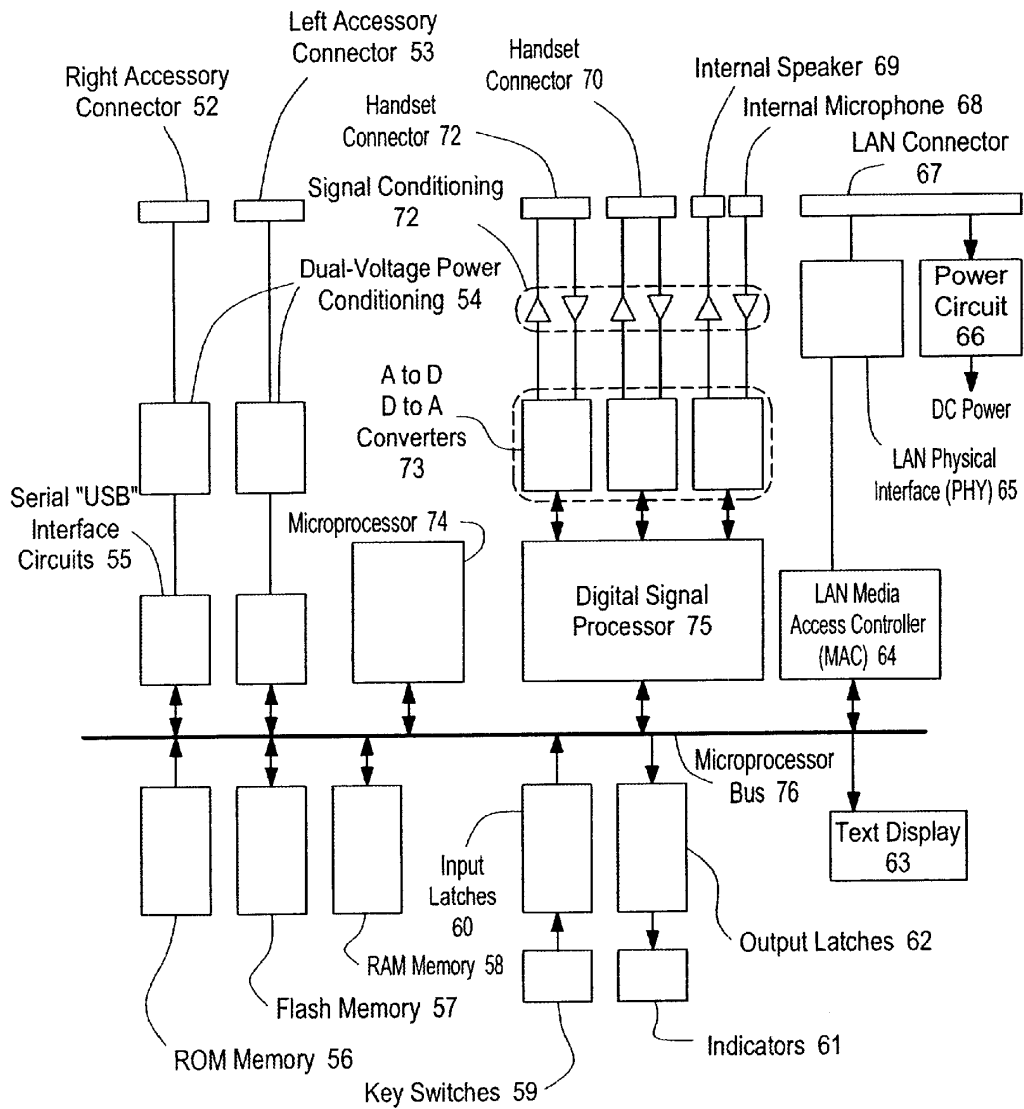 Left Accessory
Connector 53
Right Accessory
Connector 52
Handset
Connector 72
Handset
Connector 70
Internal Speaker 69
Internal Microphone 68
LAN Connector
67
Signal Conditioning
72
Dual-Voltage Power
Conditioning 54
Power
Circuit
66
A to D
D to A
Converters
73
DC Power
LAN Physical
Interface (PHY) 65
Serial "USB"
Interface
Circuits 55
Microprocessor 74
Digital Signal
Processor 75
LAN Media
Access Controller
(MAC) 64
Microprocessor
Bus 76
Text Display
63
Input
Latches
60
Output Latches 62
RAM Memory 58
Flash Memory 57
ROM Memory 56
Indicators 61
Key Switches 59